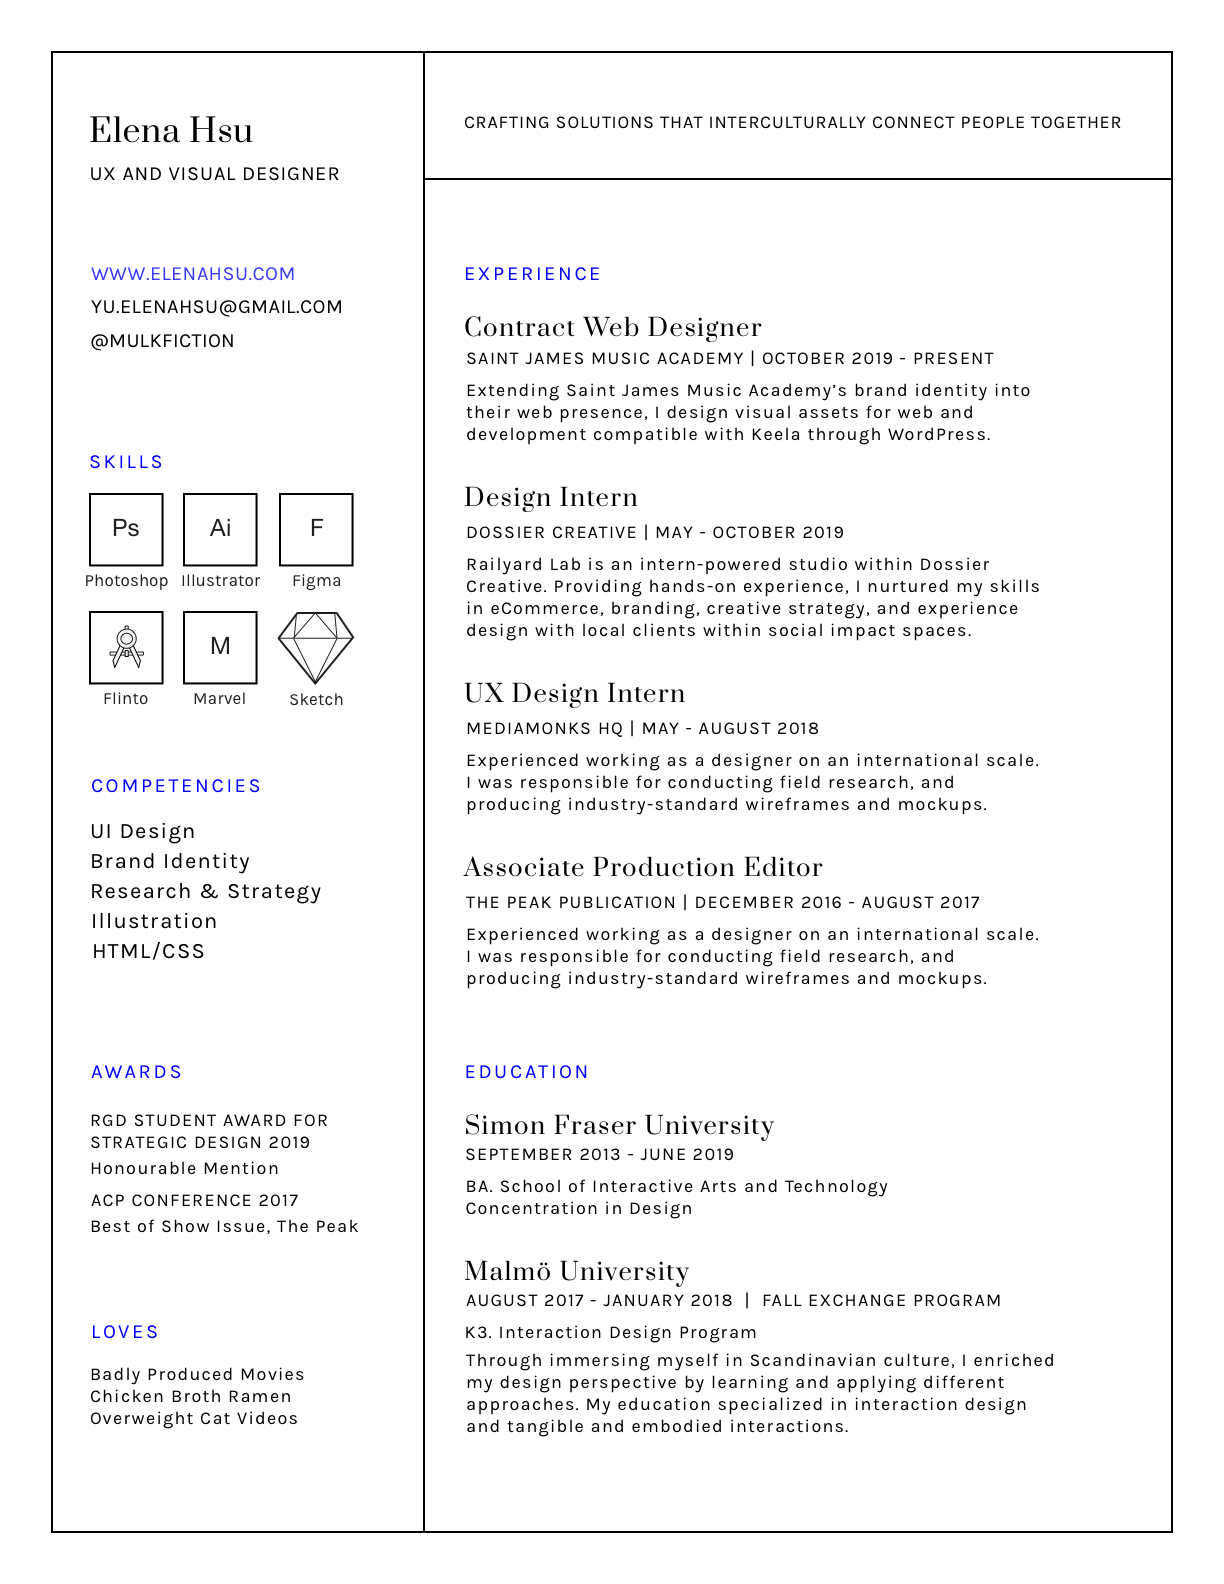 Elena Hsu
UX AND VISUAL DESIGNER
WWW.ELENAHSU.COM
YU.ELENAHSU@GMAIL.COM
@MULKFICTION
SKILLS
Ps
Ai
F
Photoshop
Illustrator
Figma
M
Flinto
Marvel
Sketch
COMPETENCIES
UI Design
Brand Identity
Research & Strategy
Illustration
HTML/CSS
AWARDS
RGD STUDENT AWARD FOR
STRATEGIC DESIGN 2019
Honourable Mention
ACP CONFERENCE 2017
Best of Show Issue, The Peak
LOVES
Badly Produced Movies
Chicken Broth Ramen
Overweight Cat Videos
CRAFTING SOLUTIONS THAT INTERCULTURALLY CONNECT PEOPLE TOGETHER
EXPERIENCE
Contract Web Designer
SAINT JAMES MUSIC ACADEMY | OCTOBER 2019 - PRESENT
Extending Saint James Music Academy’s brand identity into
their web presence, I design visual assets for web and
development compatible with Keela through WordPress.
Design Intern
DOSSIER CREATIVE | MAY - OCTOBER 2019
Railyard Lab is an intern-powered studio within Dossier
Creative. Providing hands-on experience, I nurtured my skills
in eCommerce, branding, creative strategy, and experience
design with local clients within social impact spaces.
UX Design Intern
MEDIAMONKS HQ | MAY - AUGUST 2018
Experienced working as a designer on an international scale.
I was responsible for conducting field research, and
producing industry-standard wireframes and mockups.
Associate Production Editor
THE PEAK PUBLICATION | DECEMBER 2016 - AUGUST 2017
Experienced working as a designer on an international scale.
I was responsible for conducting field research, and
producing industry-standard wireframes and mockups.
EDUCATION
Simon Fraser University
SEPTEMBER 2013 - JUNE 2019
BA. School of Interactive Arts and Technology
Concentration in Design
Malmö University
AUGUST 2017 - JANUARY 2018 | FALL EXCHANGE PROGRAM
K3. Interaction Design Program
Through immersing myself in Scandinavian culture, I enriched
my design perspective by learning and applying different
approaches. My education specialized in interaction design
and tangible and embodied interactions.